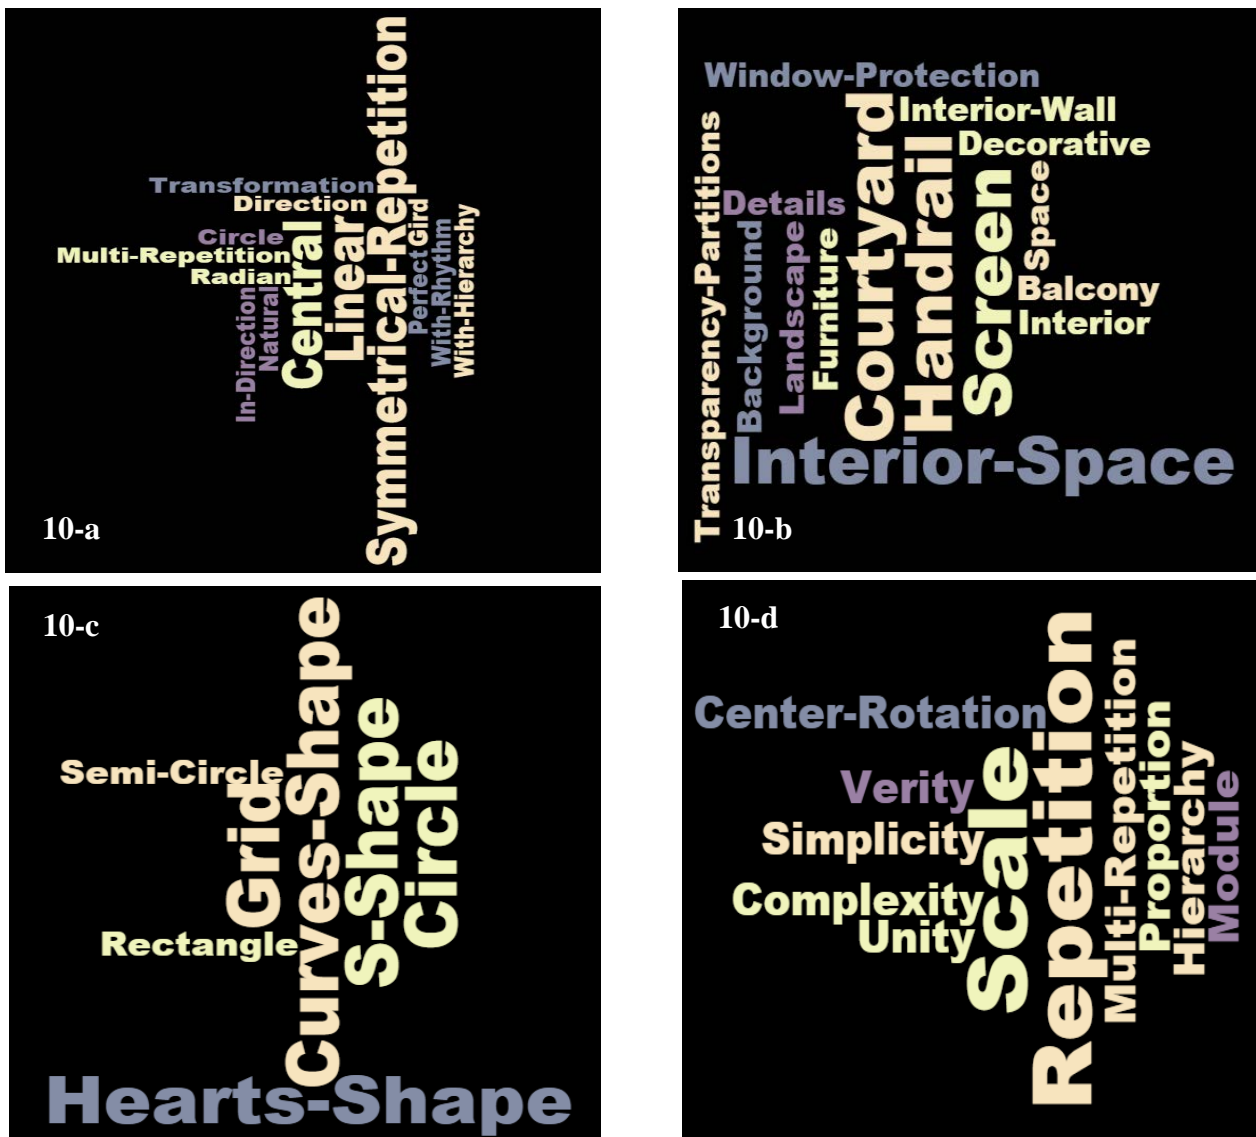 Symmetrical-Repetition
Transformation
Direction
Circle
Multi-Repetition
Radian
Central
Linear
Perfect Gird
With-Rhythm
With-Hierarchy
In-Direction
Natural
10-a
Window-Protection
Interior-Wall
Decorative
Transparency-Partitions
Details
Background
Landscape
Furniture
Courtyard
Handrail
Screen
Space
Balcony
Interior
Interior-Space
10-b
10-c
Semi-Circle
Grid
Rectangle
Curves-Shape
S-Shape
Circle
Hearts-Shape
10-d
Center-Rotation
Verity
Simplicity
Complexity
Unity
Scale
Repetition
Multi-Repetition
Proportion
Hierarchy
Module